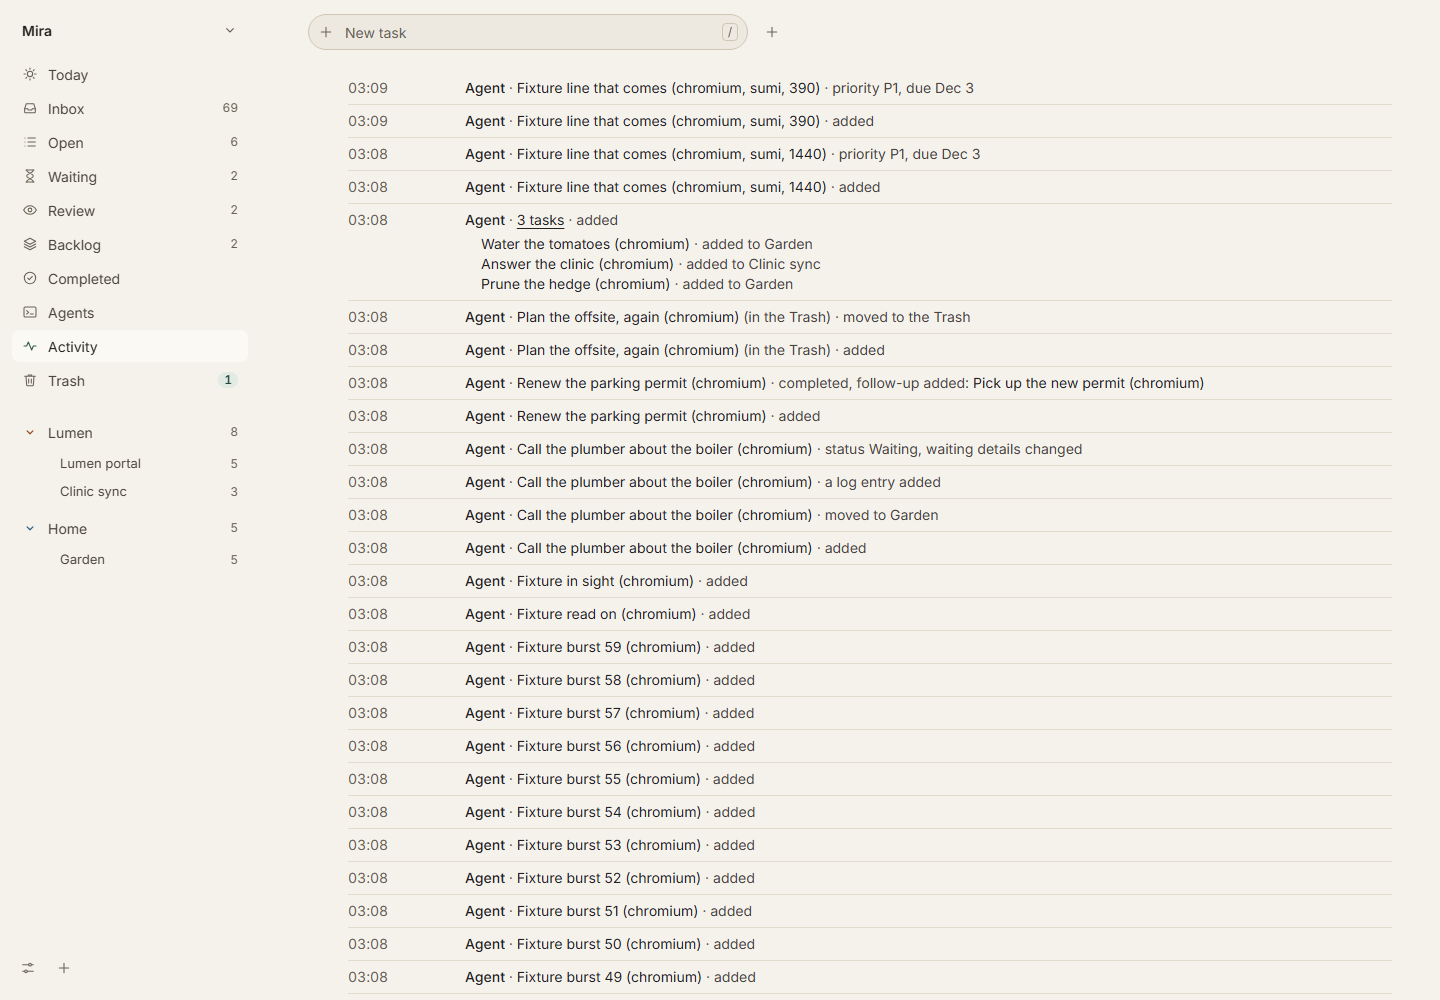 Mira
New task /
Today
Inbox 69
Open 6
Waiting 2
Review 2
Backlog 2
Completed
Agents
Activity
Trash 1
Lumen 8
Lumen portal 5
Clinic sync 3
Home 5
Garden 5
03:09 Agent · Fixture line that comes (chromium, sumi, 390) · priority P1, due Dec 3
03:09 Agent · Fixture line that comes (chromium, sumi, 390) · added
03:08 Agent · Fixture line that comes (chromium, sumi, 1440) · priority P1, due Dec 3
03:08 Agent · Fixture line that comes (chromium, sumi, 1440) · added
03:08 Agent · 3 tasks · added
Water the tomatoes (chromium) · added to Garden
Answer the clinic (chromium) · added to Clinic sync
Prune the hedge (chromium) · added to Garden
03:08 Agent · Plan the offsite, again (chromium) (in the Trash) · moved to the Trash
03:08 Agent · Plan the offsite, again (chromium) (in the Trash) · added
03:08 Agent · Renew the parking permit (chromium) · completed, follow-up added: Pick up the new permit (chromium)
03:08 Agent · Renew the parking permit (chromium) · added
03:08 Agent · Call the plumber about the boiler (chromium) · status Waiting, waiting details changed
03:08 Agent · Call the plumber about the boiler (chromium) · a log entry added
03:08 Agent · Call the plumber about the boiler (chromium) · moved to Garden
03:08 Agent · Call the plumber about the boiler (chromium) · added
03:08 Agent · Fixture in sight (chromium) · added
03:08 Agent · Fixture read on (chromium) · added
03:08 Agent · Fixture burst 59 (chromium) · added
03:08 Agent · Fixture burst 58 (chromium) · added
03:08 Agent · Fixture burst 57 (chromium) · added
03:08 Agent · Fixture burst 56 (chromium) · added
03:08 Agent · Fixture burst 55 (chromium) · added
03:08 Agent · Fixture burst 54 (chromium) · added
03:08 Agent · Fixture burst 53 (chromium) · added
03:08 Agent · Fixture burst 52 (chromium) · added
03:08 Agent · Fixture burst 51 (chromium) · added
03:08 Agent · Fixture burst 50 (chromium) · added
03:08 Agent · Fixture burst 49 (chromium) · added